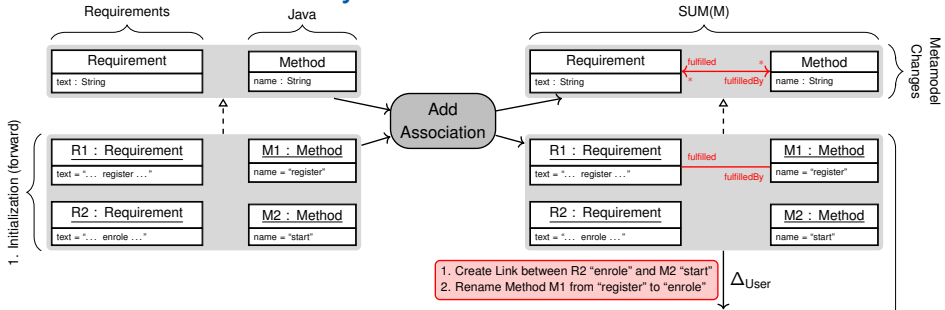 Requirements
Java
SUM(M)
Requirement
text : String
Method
name : String
Requirement
text : String
fulfilled
*
*
fulfilledBy
Method
name : String
Metamodel
Changes
Add
Association
1. Initialization (forward)
R1 : Requirement
text = “... register ...”
M1 : Method
name = “register”
R2 : Requirement
text = “... enrole ...”
M2 : Method
name = “start”
R1 : Requirement
text = “... register ...”
fulfilled
fulfilledBy
M1 : Method
name = “register”
R2 : Requirement
text = “... enrole ...”
M2 : Method
name = “start”
1. Create Link between R2 “enrole” and M2 “start”
2. Rename Method M1 from “register” to “enrole”
ΔUser